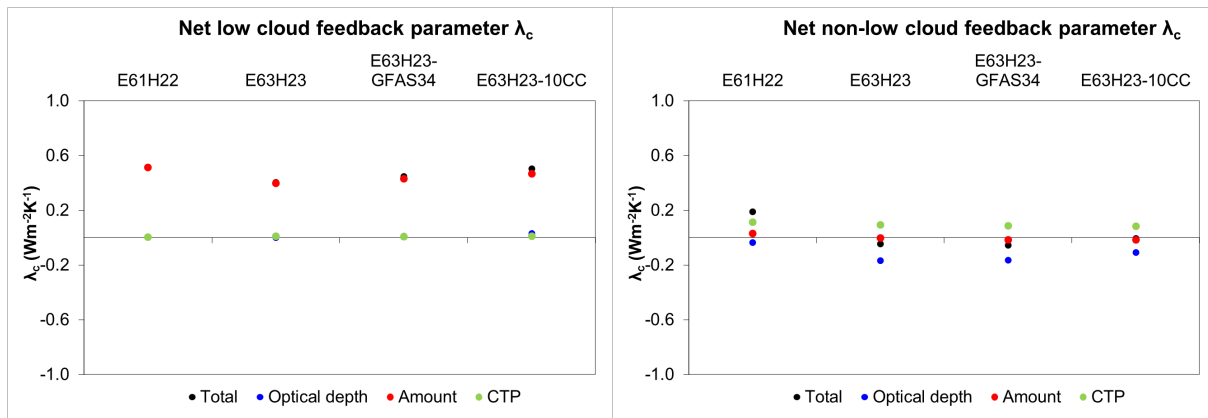 Net low cloud feedback parameter λc
E61H22 E63H23 E63H23-GFAS34 E63H23-10CC
1.0
0.6
0.2
-0.2
-0.6
-1.0
λc (Wm-2K-1)
Total Optical depth Amount CTP
Net non-low cloud feedback parameter λc
E61H22 E63H23 E63H23-GFAS34 E63H23-10CC
1.0
0.6
0.2
-0.2
-0.6
-1.0
λc (Wm-2K-1)
Total Optical depth Amount CTP